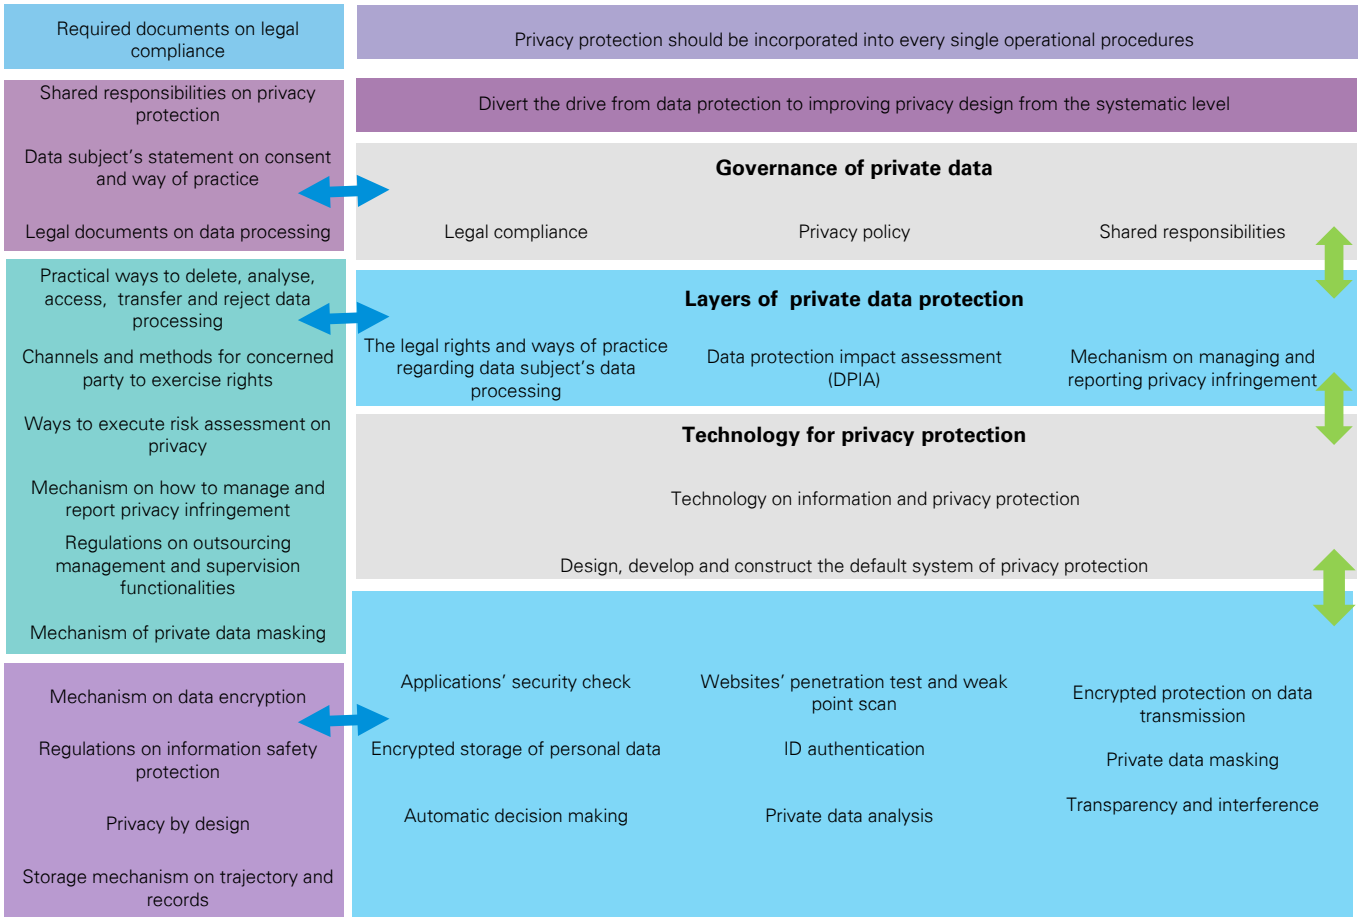 Required documents on legal
compliance
Shared responsibilities on privacy
protection
Data subject's statement on consent
and way of practice
Legal documents on data processing
Practical ways to delete, analyse,
access,  transfer and reject data
processing
Channels and methods for concerned
party to exercise rights
Ways to execute risk assessment on
privacy
Mechanism on how to manage and
report privacy infringement
Regulations on outsourcing
management and supervision
functionalities
Mechanism of private data masking
Mechanism on data encryption
Regulations on information safety
protection
Privacy by design
Storage mechanism on trajectory and
records
Privacy protection should be incorporated into every single operational procedures
Divert the drive from data protection to improving privacy design from the systematic level
Governance of private data
Legal compliance
Privacy policy
Shared responsibilities
Layers of  private data protection
The legal rights and ways of practice
regarding data subject's data
processing
Data protection impact assessment
(DPIA)
Mechanism on managing and
reporting privacy infringement
Technology for privacy protection
Technology on information and privacy protection
Design, develop and construct the default system of privacy protection
Applications' security check
Websites' penetration test and weak
point scan
Encrypted protection on data
transmission
Encrypted storage of personal data
ID authentication
Private data masking
Automatic decision making
Private data analysis
Transparency and interference